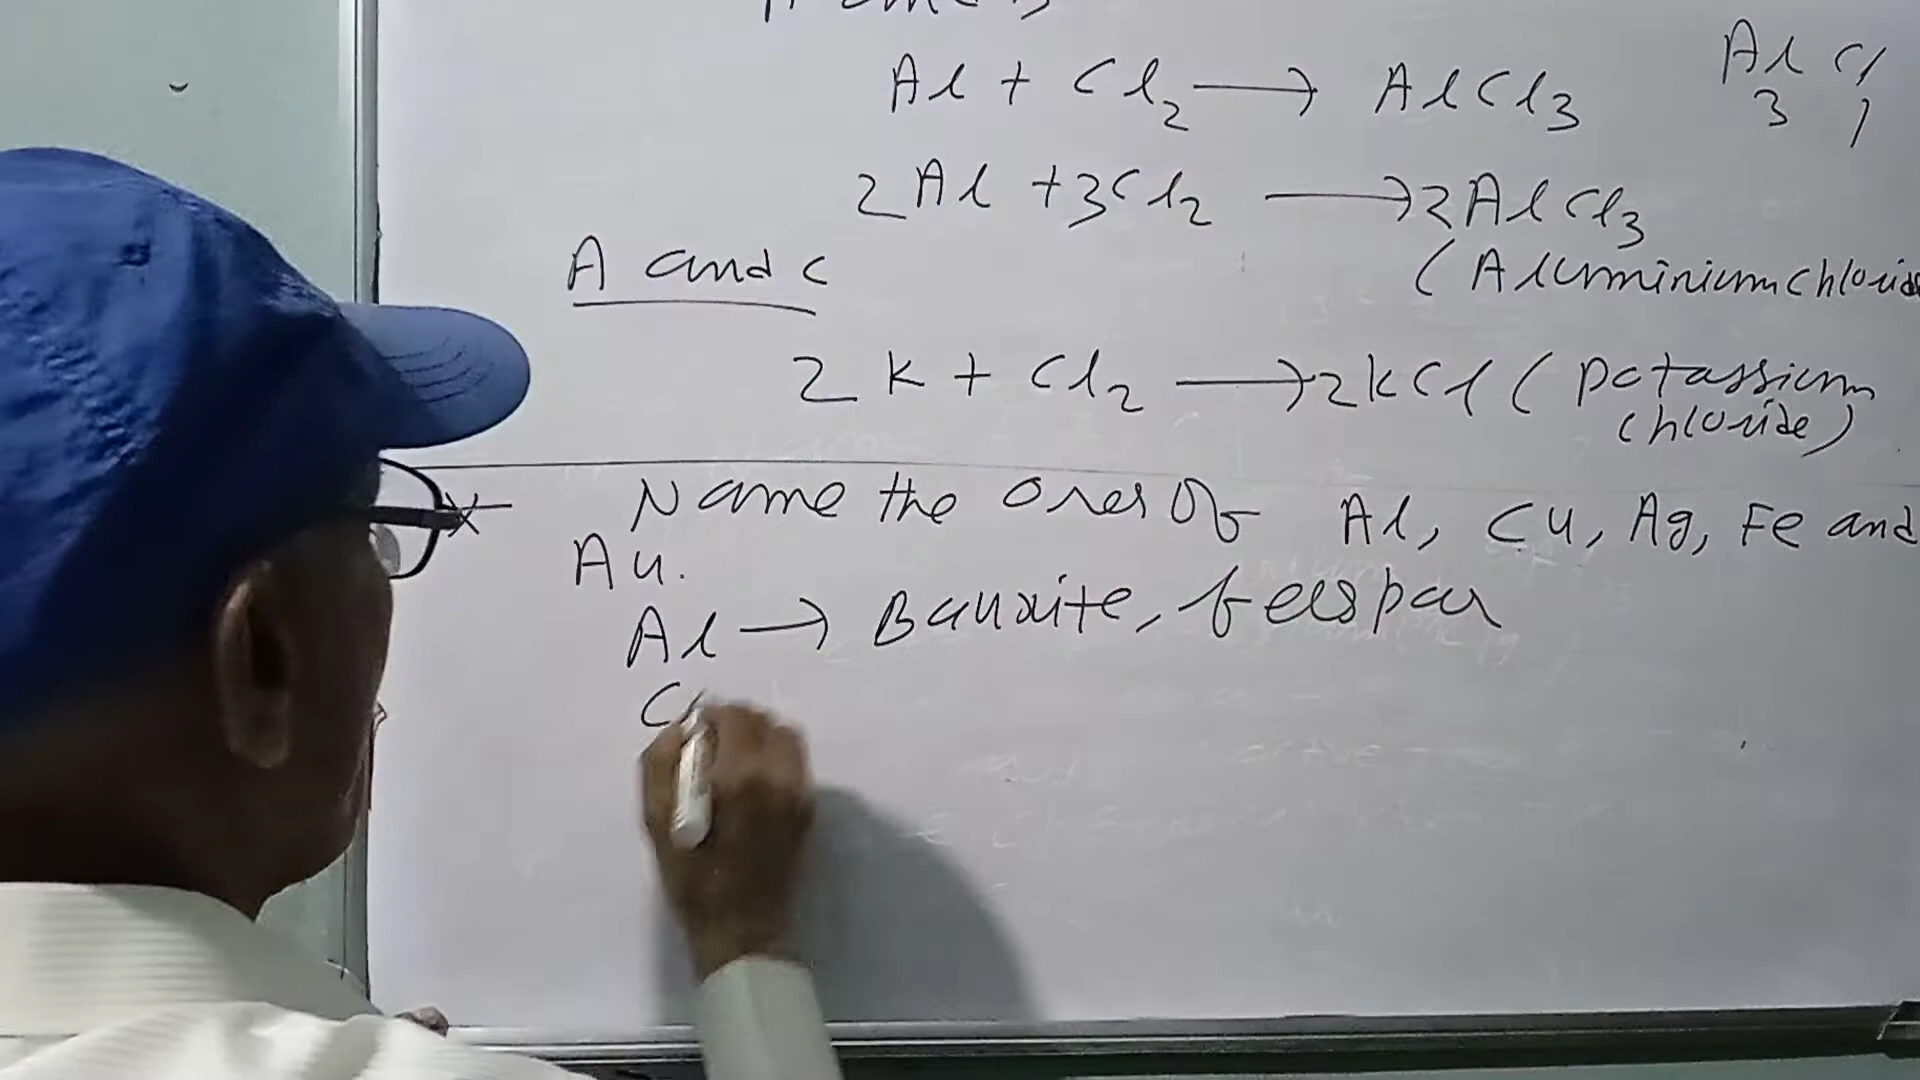 Al + Cl2 → AlCl3
Al Cl
3 1
2Al + 3Cl2 → 2AlCl3
(Aluminium chloride
A and C
2K + Cl2 → 2KCl (potassium
chloride)
Name the ores Of Al, Cu, Ag, Fe and
Au.
Al → Bauxite, felspar
C